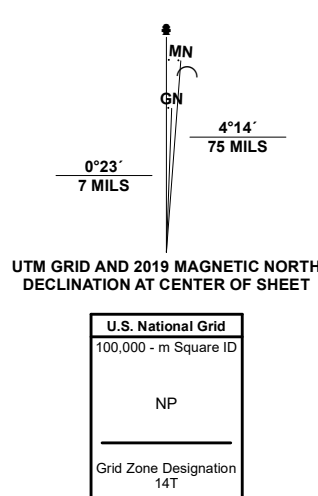 MN
GN
4°14´
75 MILS
0°23´
7 MILS
UTM GRID AND 2019 MAGNETIC NORTH
DECLINATION AT CENTER OF SHEET
U.S. National Grid
100,000 - m Square ID
NP
Grid Zone Designation
14T